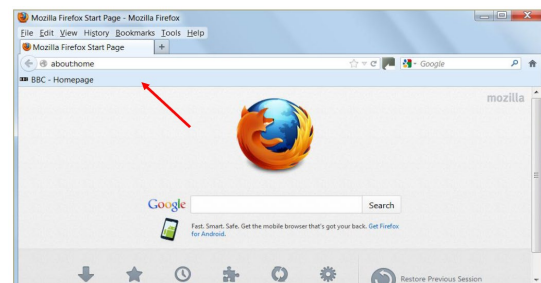 Mozilla Firefox Start Page - Mozilla Firefox
File Edit View History Bookmarks Tools Help
Mozilla Firefox Start Page +
about:home Google
BBC - Homepage
mozilla
Google Search
Fast. Smart. Safe. Get the mobile browser that's got your back. Get Firefox
for Android.
Restore Previous Session